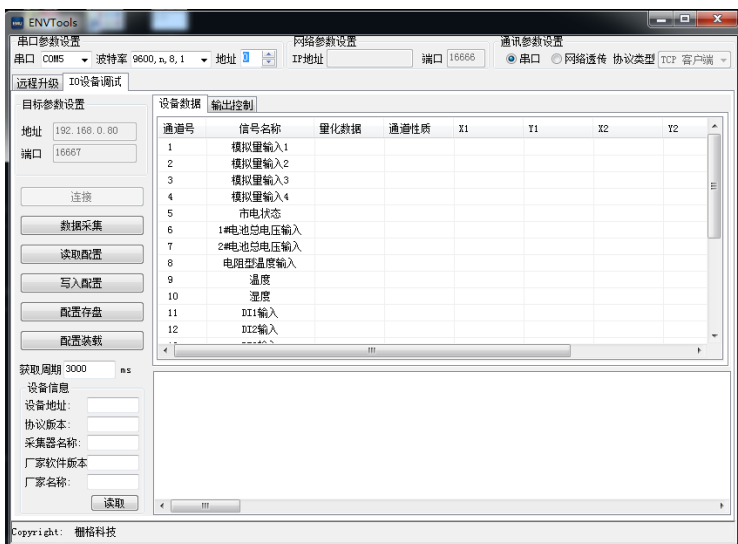 ENVTools
串口参数设置 网络参数设置 通讯参数设置
串口 COM5 波特率 9600,n,8,1 地址 0 IP地址 端口 16666 串口 网络透传 协议类型 TCP 客户端
远程升级 IO设备调试
目标参数设置
地址 192.168.0.80
端口 16667
连接
数据采集
读取配置
写入配置
配置存盘
配置装载
获取周期 3000 ms
设备信息
设备地址:
协议版本:
采集器名称:
厂家软件版本
厂家名称:
读取
设备数据 输出控制
通道号 信号名称 量化数据 通道性质 X1 Y1 X2 Y2
1 模拟量输入1
2 模拟量输入2
3 模拟量输入3
4 模拟量输入4
5 市电状态
6 1#电池总电压输入
7 2#电池总电压输入
8 电阻型温度输入
9 温度
10 湿度
11 DI1输入
12 DI2输入
Copyright: 栅格科技